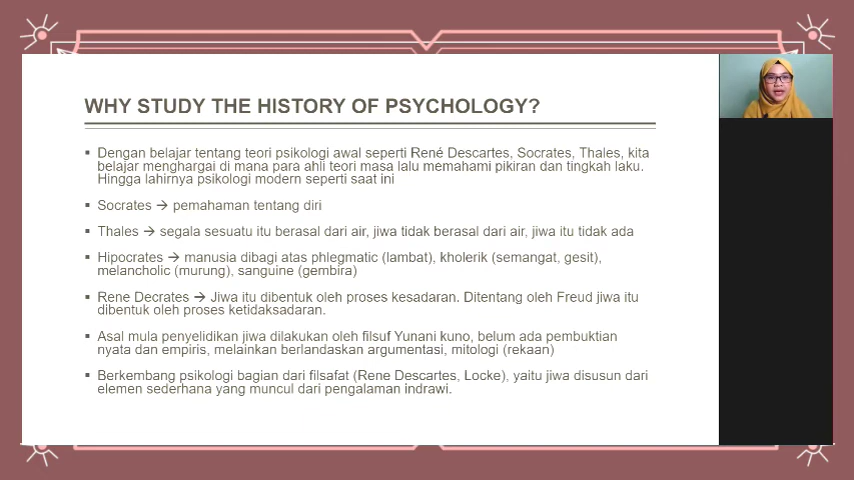 WHY STUDY THE HISTORY OF PSYCHOLOGY?
Dengan belajar tentang teori psikologi awal seperti René Descartes, Socrates, Thales, kita
belajar menghargai di mana para ahli teori masa lalu memahami pikiran dan tingkah laku.
Hingga lahirnya psikologi modern seperti saat ini
Socrates → pemahaman tentang diri
Thales → segala sesuatu itu berasal dari air, jiwa tidak berasal dari air, jiwa itu tidak ada
Hipocrates → manusia dibagi atas phlegmatic (lambat), kholerik (semangat, gesit),
melancholic (murung), sanguine (gembira)
Rene Decrates → Jiwa itu dibentuk oleh proses kesadaran. Ditentang oleh Freud jiwa itu
dibentuk oleh proses ketidaksadaran.
Asal mula penyelidikan jiwa dilakukan oleh filsuf Yunani kuno, belum ada pembuktian
nyata dan empiris, melainkan berlandaskan argumentasi, mitologi (rekaan)
Berkembang psikologi bagian dari filsafat (Rene Descartes, Locke), yaitu jiwa disusun dari
elemen sederhana yang muncul dari pengalaman indrawi.